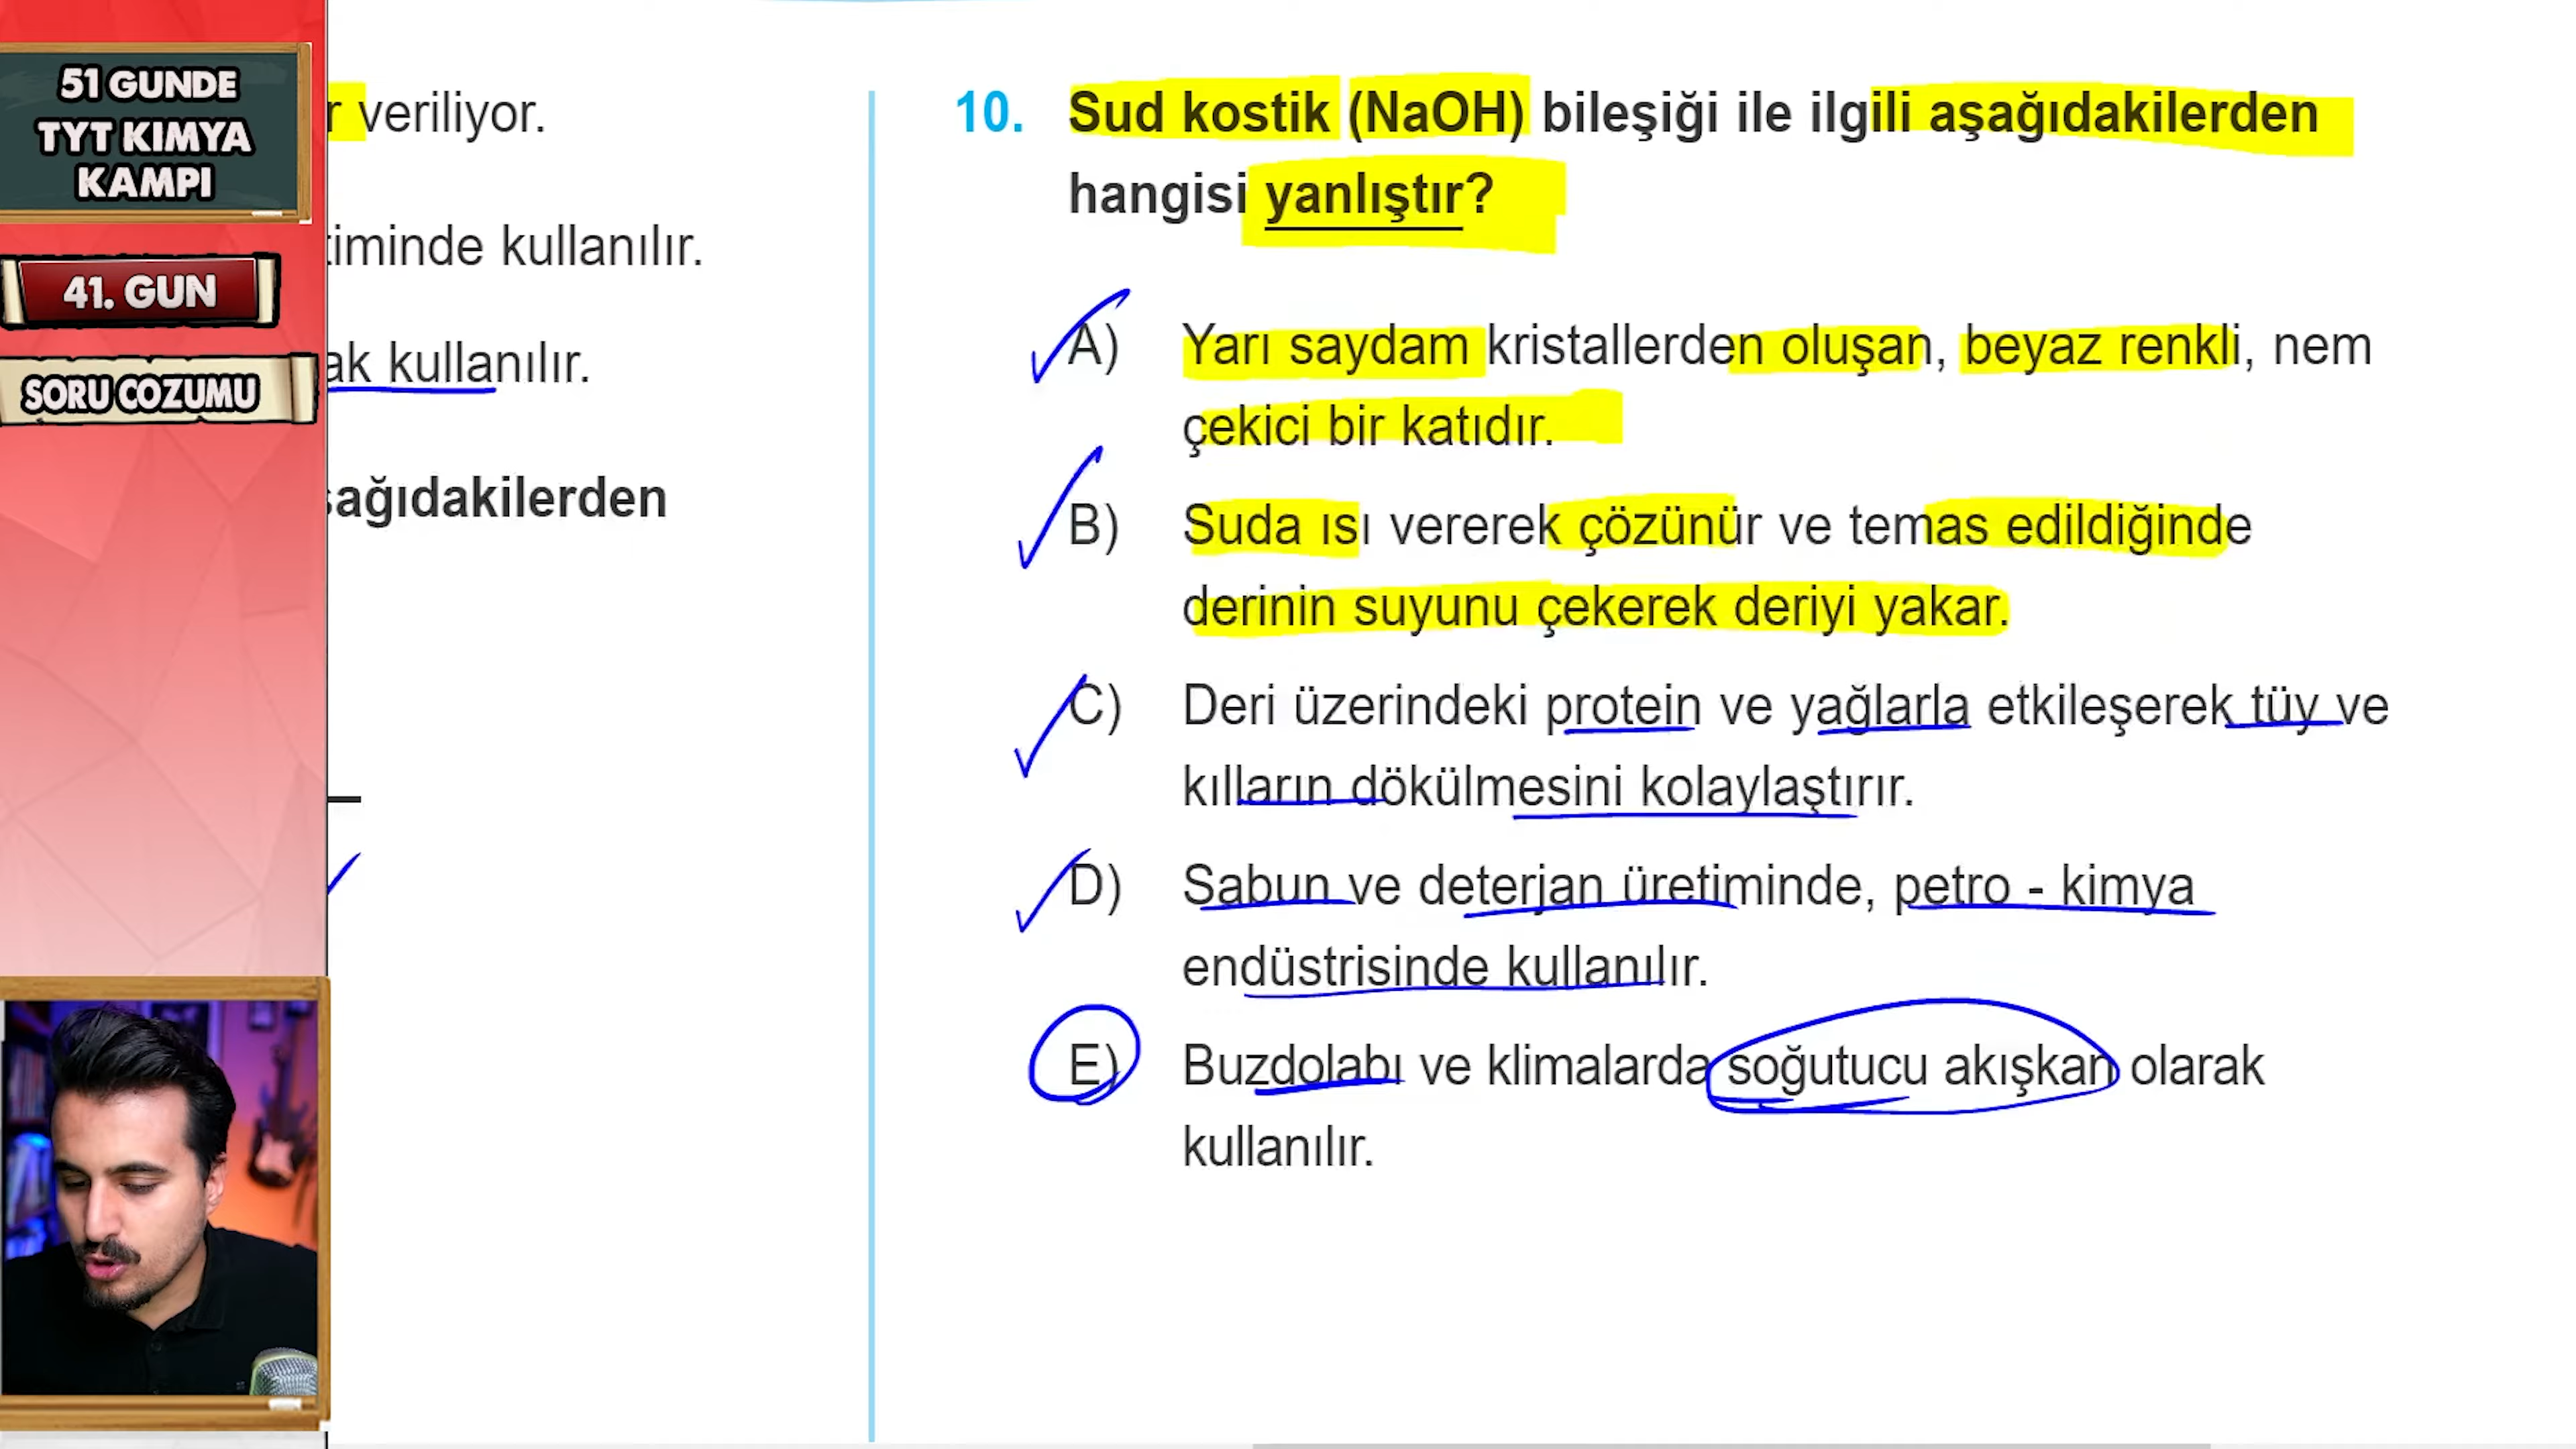 51 GUNDE
TYT KIMYA
KAMPI
41. GUN
SORU COZUMU
r veriliyor.
timinde kullanılır.
ak kullanılır.
sağıdakilerden
10. Sud kostik (NaOH) bileşiği ile ilgili aşağıdakilerden
hangisi yanlıştır?
A) Yarı saydam kristallerden oluşan, beyaz renkli, nem
çekici bir katıdır.
B) Suda ısı vererek çözünür ve temas edildiğinde
derinin suyunu çekerek deriyi yakar.
C) Deri üzerindeki protein ve yağlarla etkileşerek tüy ve
kılların dökülmesini kolaylaştırır.
D) Sabun ve deterjan üretiminde, petro - kimya
endüstrisinde kullanılır.
E) Buzdolabı ve klimalarda soğutucu akışkan olarak
kullanılır.